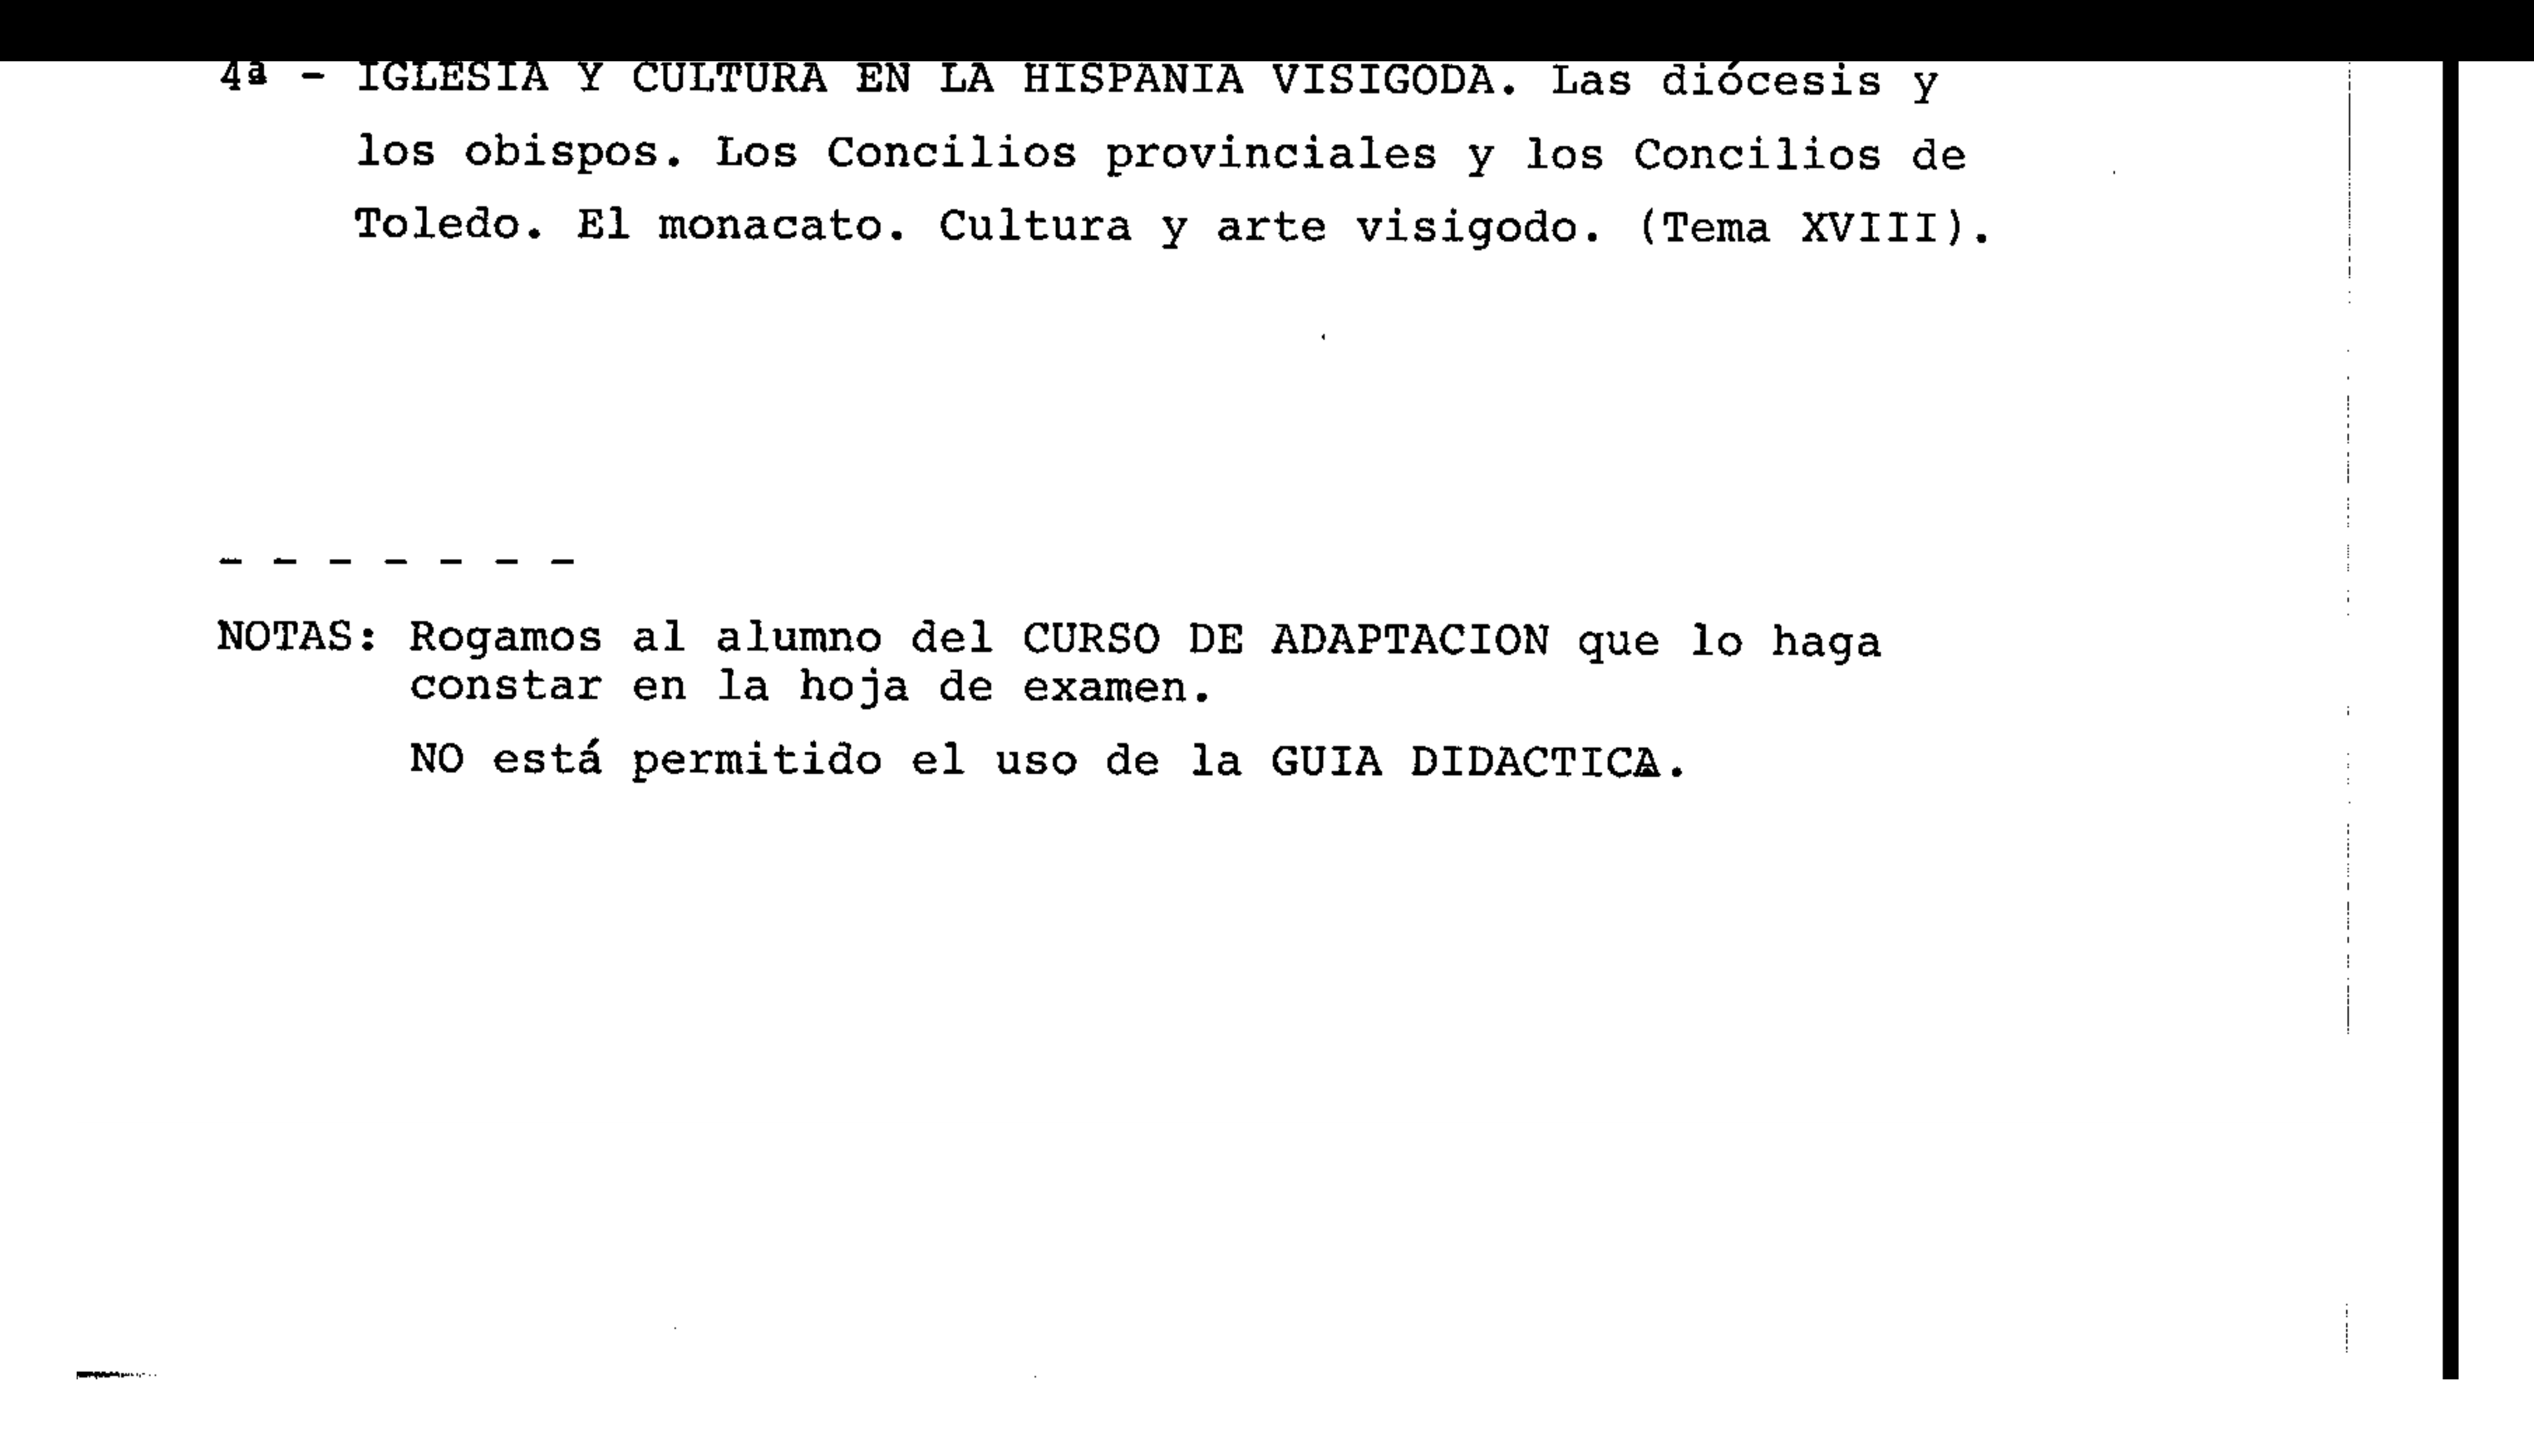 4ª - IGLESIA Y CULTURA EN LA HISPANIA VISIGODA. Las diócesis y
los obispos. Los Concilios provinciales y los Concilios de
Toledo. El monacato. Cultura y arte visigodo. (Tema XVIII).
- - - - - - -
NOTAS: Rogamos al alumno del CURSO DE ADAPTACION que lo haga
constar en la hoja de examen.
NO está permitido el uso de la GUIA DIDACTICA.